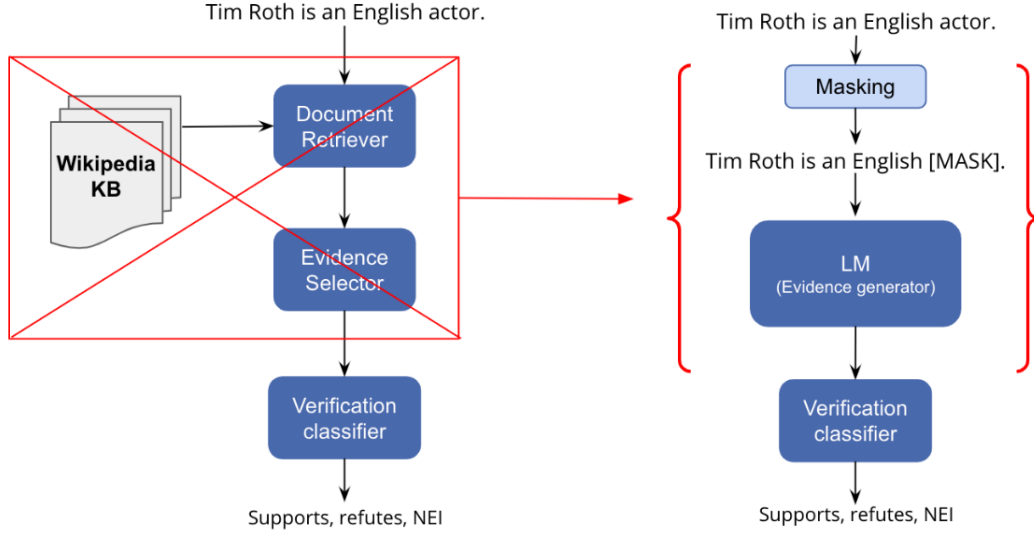 Tim Roth is an English actor.
Document
Retriever
Wikipedia
KB
Evidence
Selector
Verification
classifier
Supports, refutes, NEI
Tim Roth is an English actor.
Masking
Tim Roth is an English [MASK].
LM
(Evidence generator)
Verification
classifier
Supports, refutes, NEI